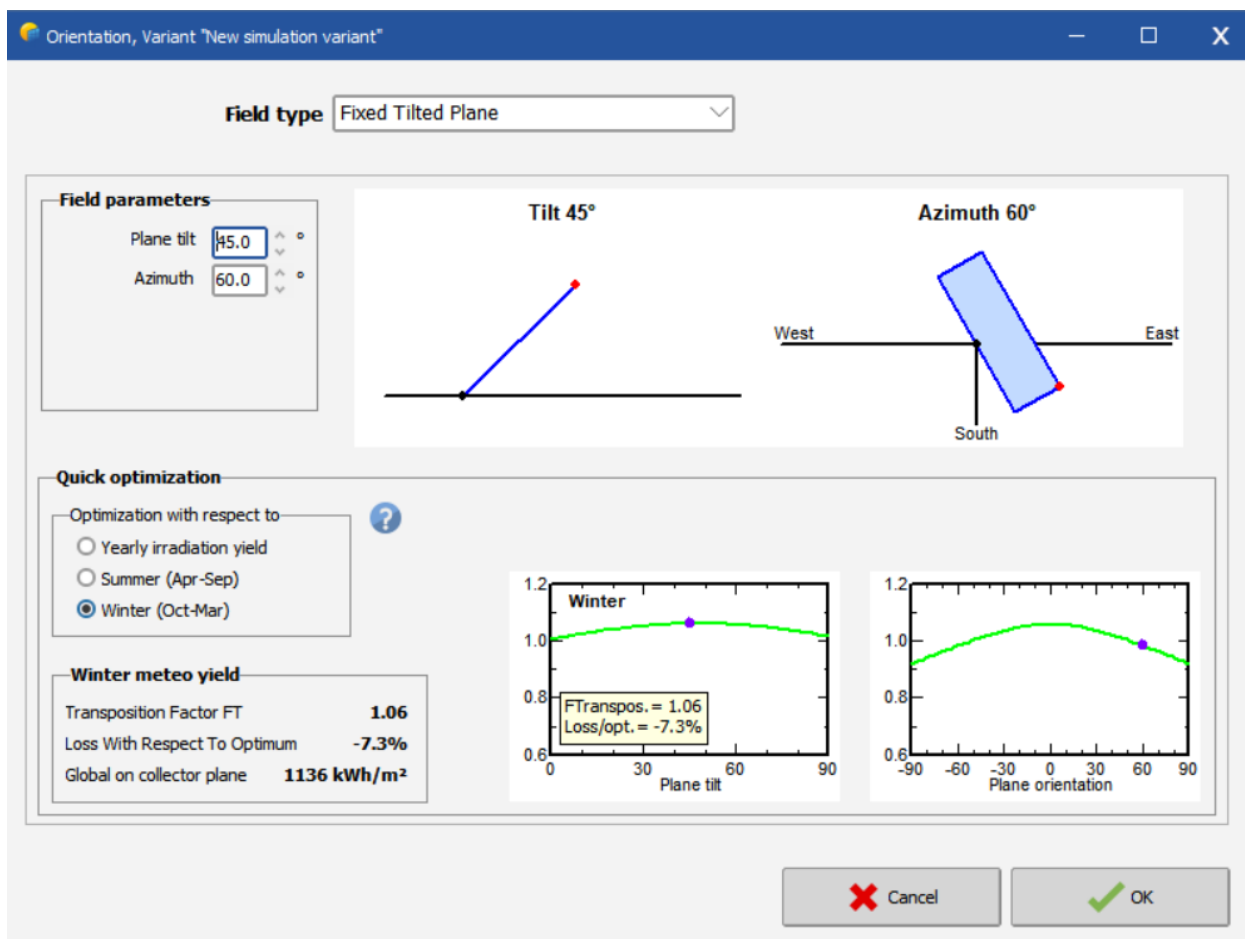 Orientation, Variant "New simulation variant"
Field type Fixed Tilted Plane
Field parameters
Plane tilt 45.0 °
Azimuth 60.0 °
Tilt 45°
Azimuth 60°
West East
South
Quick optimization
Optimization with respect to
Yearly irradiation yield
Summer (Apr-Sep)
Winter (Oct-Mar)
?
Winter meteo yield
Transposition Factor FT 1.06
Loss With Respect To Optimum -7.3%
Global on collector plane 1136 kWh/m²
Winter
1.2
1.0
0.8
0.6
FTranspos. = 1.06
Loss/opt. = -7.3%
0 30 60 90
Plane tilt
1.2
1.0
0.8
0.6
-90 -60 -30 0 30 60 90
Plane orientation
Cancel
OK